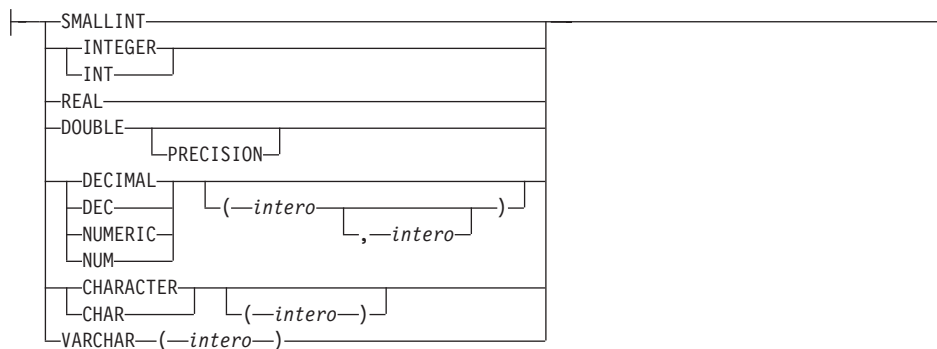 SMALLINT
INTEGER
INT
REAL
DOUBLE
PRECISION
DECIMAL
DEC ( intero )
NUMERIC , intero
NUM
CHARACTER
CHAR ( intero )
VARCHAR ( intero )